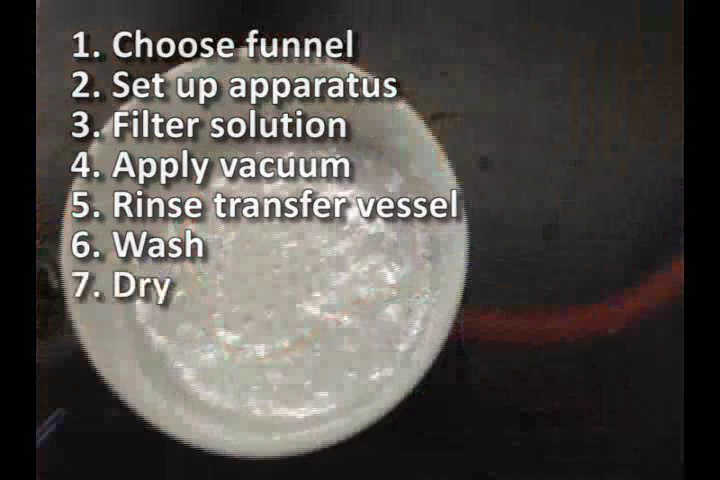 1. Choose funnel
2. Set up apparatus
3. Filter solution
4. Apply vacuum
5. Rinse transfer vessel
6. Wash
7. Dry